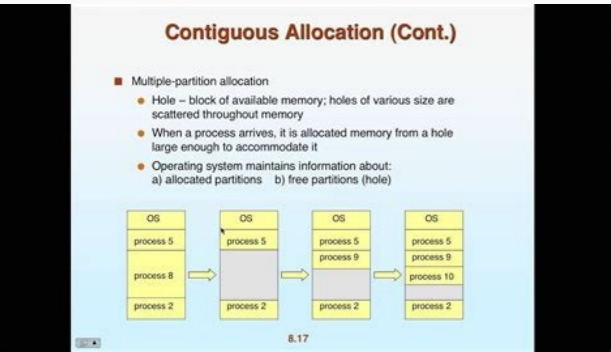 Contiguous Allocation (Cont.)
Multiple-partition allocation
Hole – block of available memory; holes of various size are
scattered throughout memory
When a process arrives, it is allocated memory from a hole
large enough to accommodate it
Operating system maintains information about:
a) allocated partitions b) free partitions (hole)
OS
process 5
process 8
process 2
OS
process 5
process 2
OS
process 5
process 9
process 2
OS
process 5
process 9
process 10
process 2
8.17